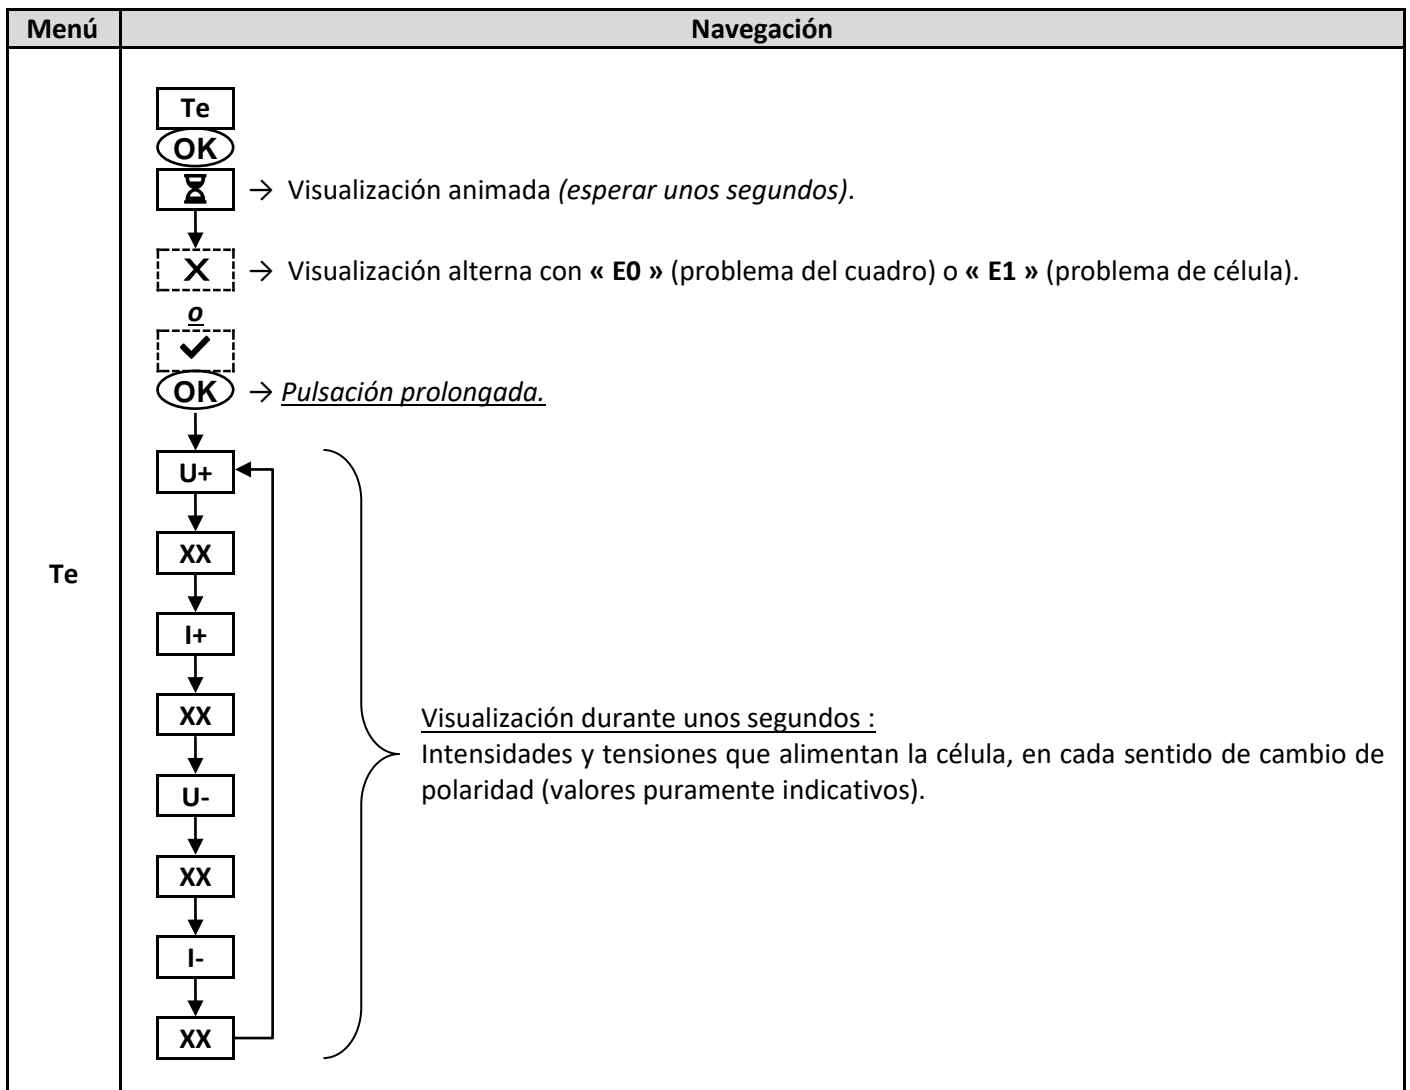 Menú Navegación
Te
OK
→ Visualización animada (esperar unos segundos).
X → Visualización alterna con « E0 » (problema del cuadro) o « E1 » (problema de célula).
o
✓
OK → Pulsación prolongada.
U+
XX
Te
I+
XX
Visualización durante unos segundos :
Intensidades y tensiones que alimentan la célula, en cada sentido de cambio de
polaridad (valores puramente indicativos).
U-
XX
I-
XX